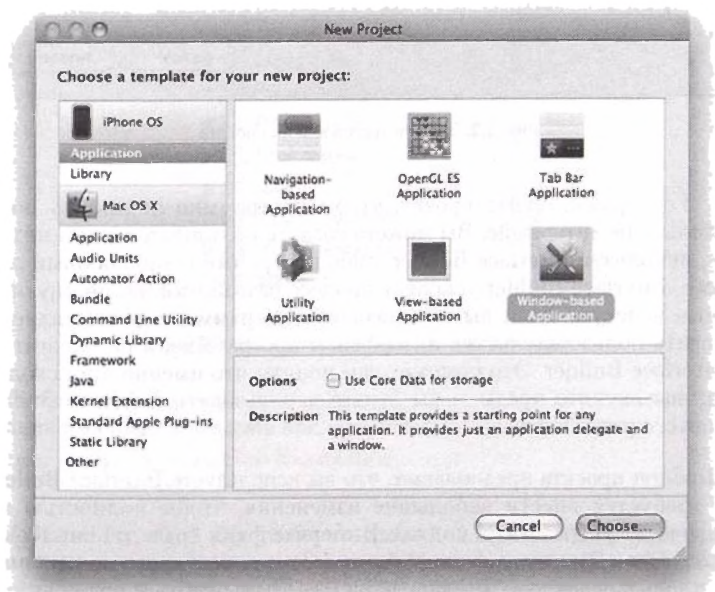 New Project
Choose a template for your new project:
iPhone OS
Application
Library
Mac OS X
Application
Audio Units
Automator Action
Bundle
Command Line Utility
Dynamic Library
Framework
Java
Kernel Extension
Standard Apple Plug-ins
Static Library
Other
Navigation-
based
Application
OpenGL ES
Application
Tab Bar
Application
Utility
Application
View-based
Application
Window-based
Application
Options
Use Core Data for storage
Description
This template provides a starting point for any
application. It provides just an application delegate and
a window.
Cancel
Choose...